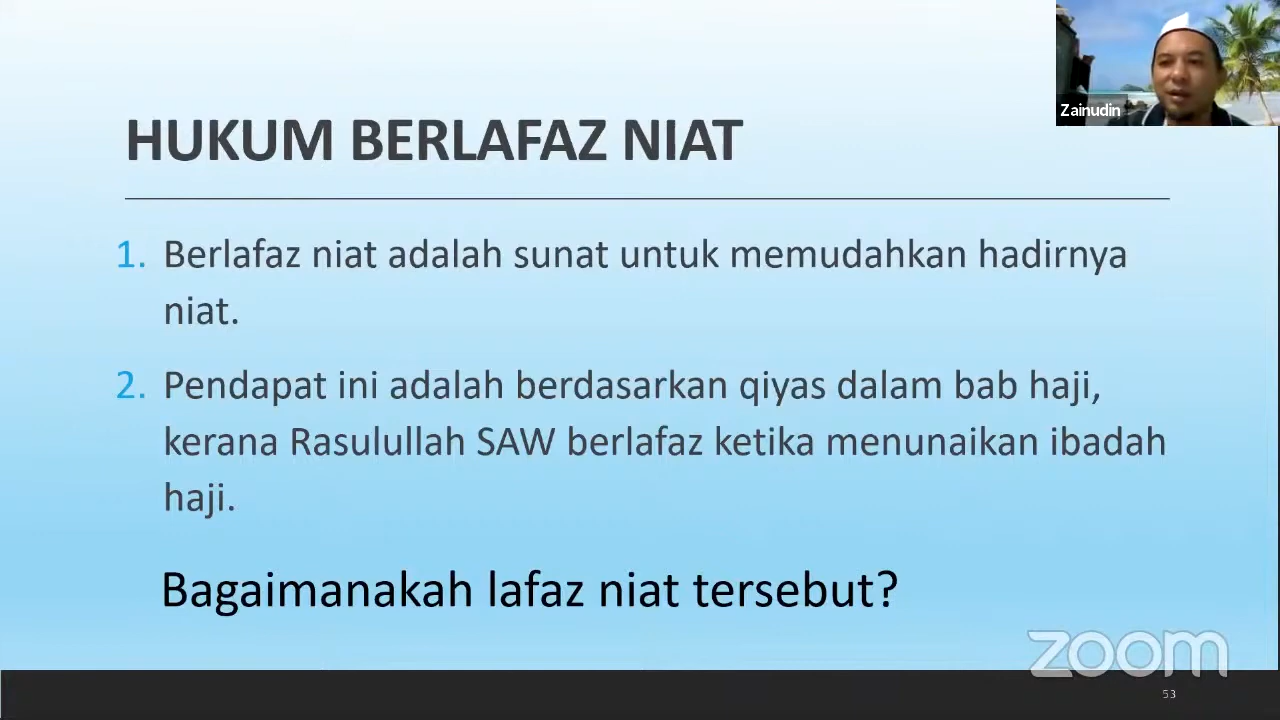 Zainudin
HUKUM BERLAFAZ NIAT
1. Berlafaz niat adalah sunat untuk memudahkan hadirnya
niat.
2. Pendapat ini adalah berdasarkan qiyas dalam bab haji,
kerana Rasulullah SAW berlafaz ketika menunaikan ibadah
haji.
Bagaimanakah lafaz niat tersebut?
zoom
53